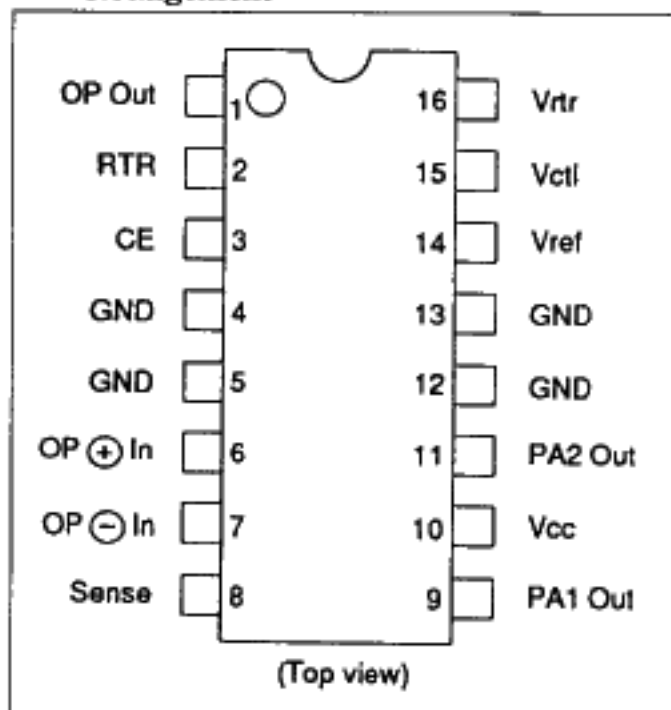 OP Out 1 16 Vrtr
RTR 2 15 Vctl
CE 3 14 Vref
GND 4 13 GND
GND 5 12 GND
OP ⊕ In 6 11 PA2 Out
OP ⊖ In 7 10 Vcc
Sense 8 9 PA1 Out
(Top view)